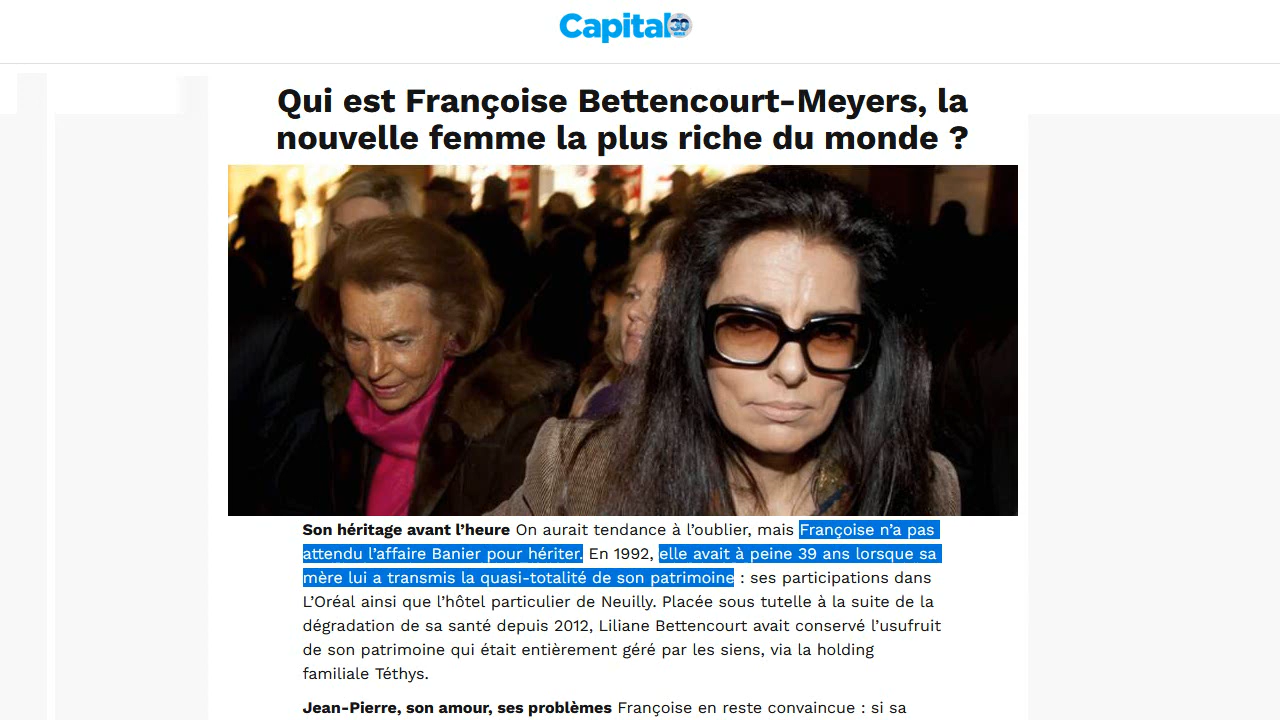 Capital 30
Qui est Françoise Bettencourt-Meyers, la
nouvelle femme la plus riche du monde ?
Son héritage avant l’heure On aurait tendance à l’oublier, mais Françoise n’a pas
attendu l’affaire Banier pour hériter. En 1992, elle avait à peine 39 ans lorsque sa
mère lui a transmis la quasi-totalité de son patrimoine : ses participations dans
L’Oréal ainsi que l’hôtel particulier de Neuilly. Placée sous tutelle à la suite de la
dégradation de sa santé depuis 2012, Liliane Bettencourt avait conservé l’usufruit
de son patrimoine qui était entièrement géré par les siens, via la holding
familiale Téthys.
Jean-Pierre, son amour, ses problèmes Françoise en reste convaincue : si sa